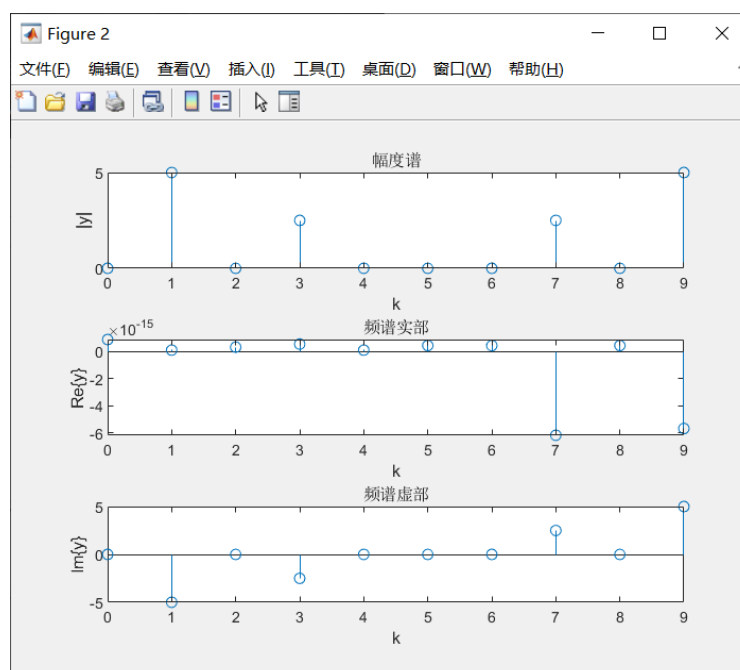 Figure 2
文件(F) 编辑(E) 查看(V) 插入(I) 工具(T) 桌面(D) 窗口(W) 帮助(H)
幅度谱
5
|y|
0
0 1 2 3 4 5 6 7 8 9
k
×10^-15
频谱实部
0
-2
Re{y}
-4
-6
0 1 2 3 4 5 6 7 8 9
k
频谱虚部
5
Im{y}
0
-5
0 1 2 3 4 5 6 7 8 9
k